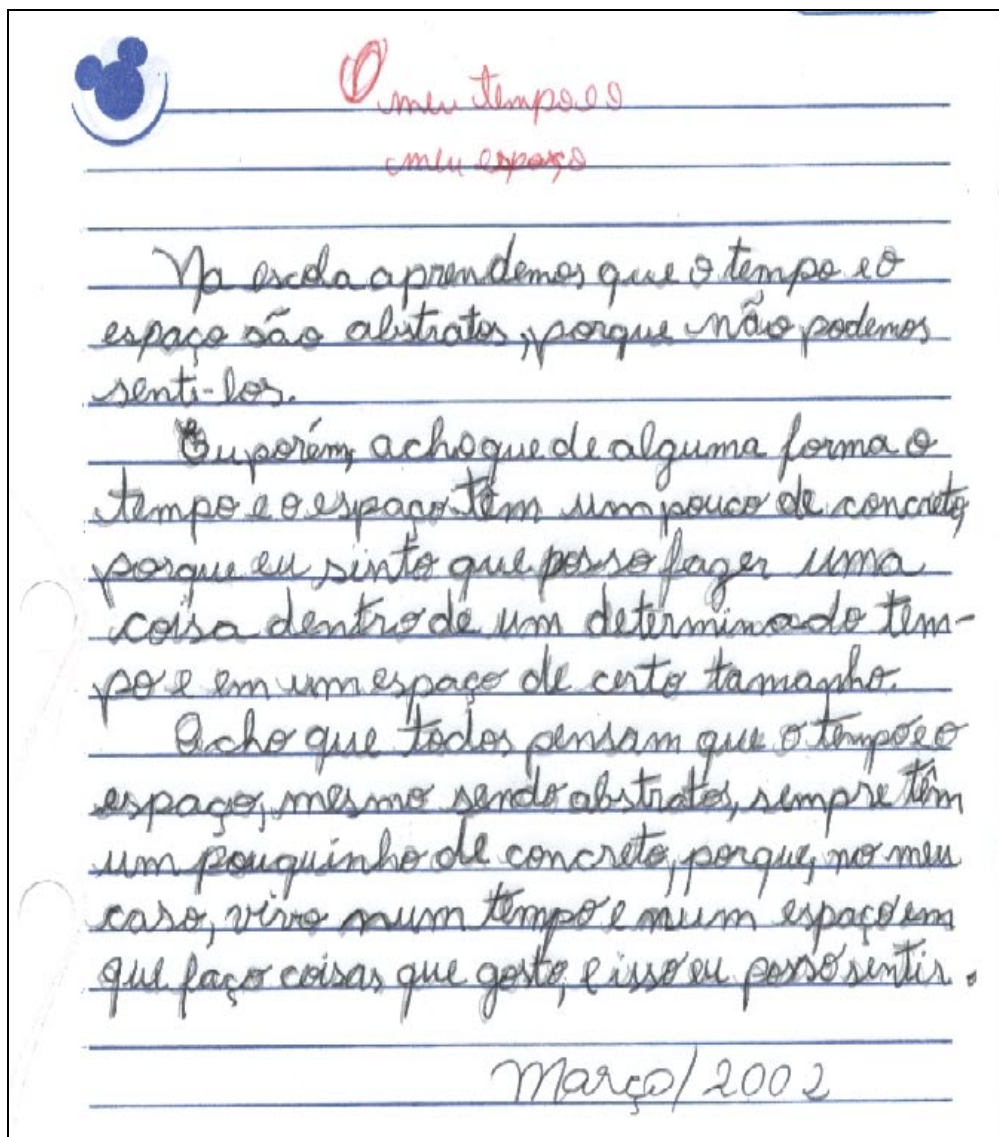 O meu tempo e o
meu espaço
Na escola aprendemos que o tempo e o
espaço são abstratos, porque não podemos
senti-los.
Eu porém, acho que de alguma forma o
tempo e o espaço têm um pouco de concreto,
porque eu sinto que posso fazer uma
coisa dentro de um determinado tem-
po e em um espaço de certo tamanho.
Acho que todos pensam que o tempo e o
espaço, mesmo sendo abstratos, sempre têm
um pouquinho de concreto, porque, no meu
caso, vivo num tempo e num espaço em
que faço coisas que gosto, e isso eu posso sentir.
Março/2002